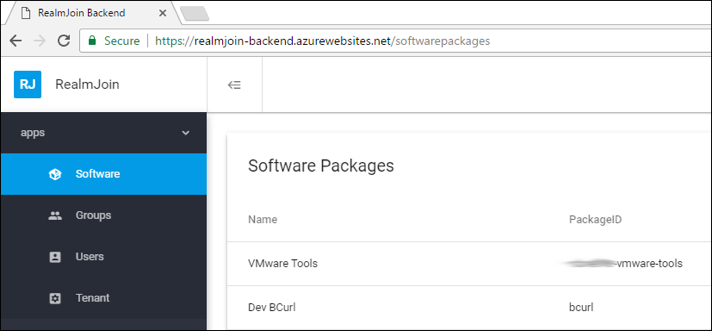 RealmJoin Backend
Secure https://realmjoin-backend.azurewebsites.net/softwarepackages
RJ RealmJoin
apps
Software
Groups
Users
Tenant
Software Packages
Name PackageID
VMware Tools -vmware-tools
Dev BCurl bcurl